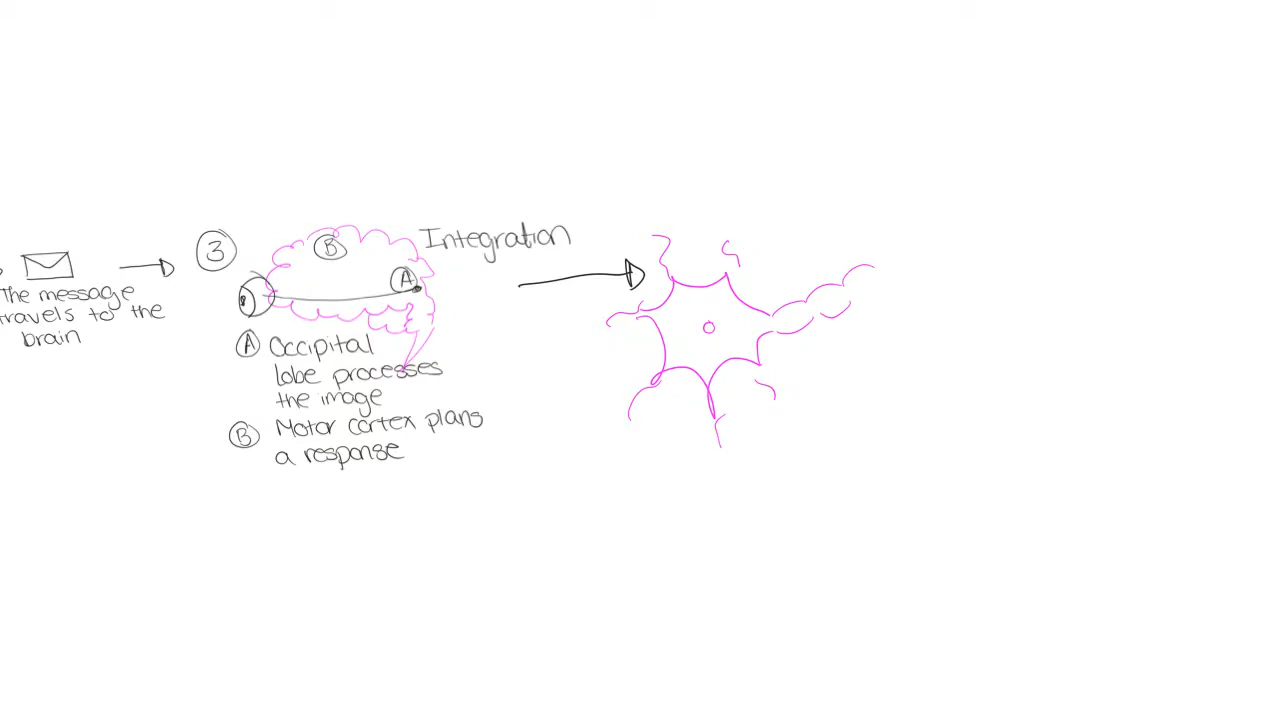 The message
travels to the
brain
3
B
Integration
A
A Occipital
lobe processes
the image
B Motor cortex plans
a response